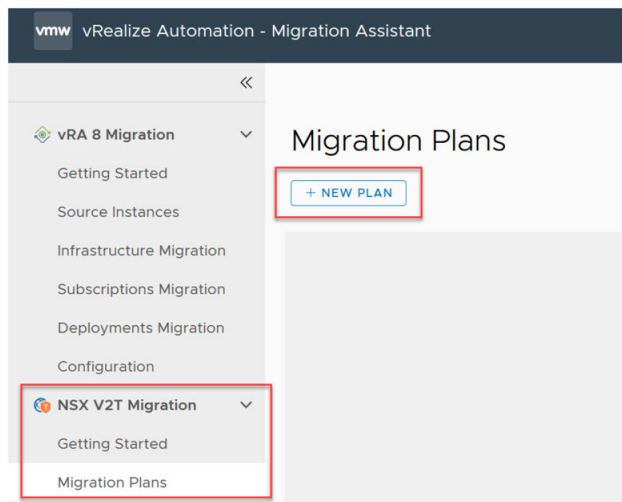 vmw vRealize Automation - Migration Assistant
vRA 8 Migration
Getting Started
Source Instances
Infrastructure Migration
Subscriptions Migration
Deployments Migration
Configuration
NSX V2T Migration
Getting Started
Migration Plans
Migration Plans
+ NEW PLAN